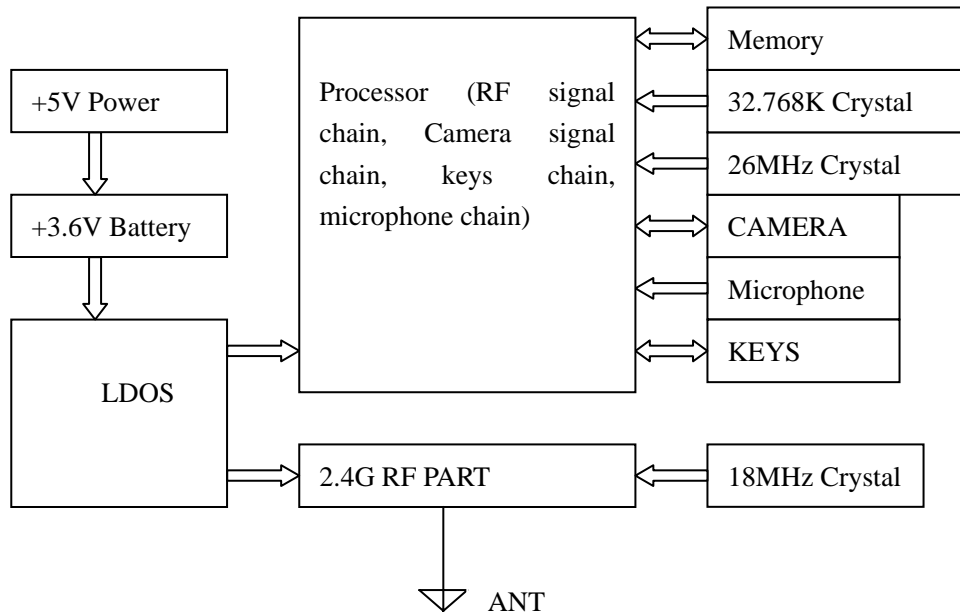 +5V Power
+3.6V Battery
LDOS
Processor (RF signal
chain, Camera signal
chain, keys chain,
microphone chain)
Memory
32.768K Crystal
26MHz Crystal
CAMERA
Microphone
KEYS
2.4G RF PART
18MHz Crystal
ANT